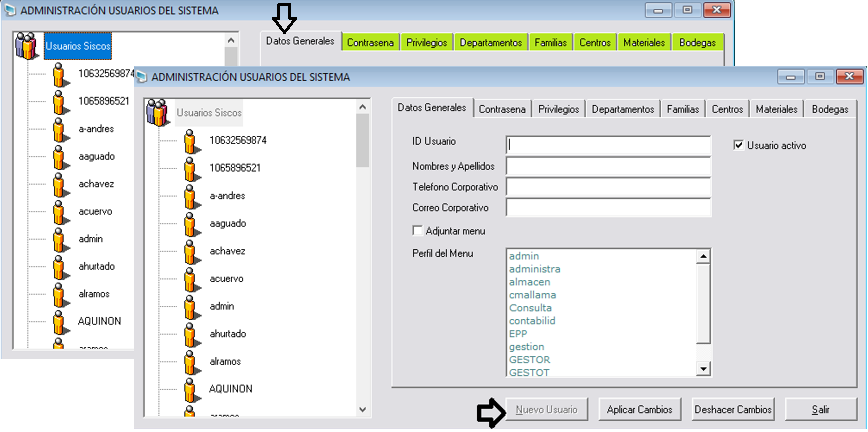 ADMINISTRACIÓN USUARIOS DEL SISTEMA
Usuarios Siscos
10632569874
1065896521
a-andres
aaguado
achavez
acuervo
admin
ahurtado
alramos
AQUINON
Datos Generales Contrasena Privilegios Departamentos Familias Centros Materiales Bodegas
ADMINISTRACIÓN USUARIOS DEL SISTEMA
Usuarios Siscos
10632569874
1065896521
a-andres
aaguado
achavez
acuervo
admin
ahurtado
alramos
AQUINON
Datos Generales Contrasena Privilegios Departamentos Familias Centros Materiales Bodegas
ID Usuario
Usuario activo
Nombres y Apellidos
Telefono Corporativo
Correo Corporativo
Adjuntar menu
Perfil del Menu
admin
administra
almacen
cmallama
Consulta
contabilid
EPP
gestion
GESTOR
GESTOT
Nuevo Usuario Aplicar Cambios Deshacer Cambios Salir